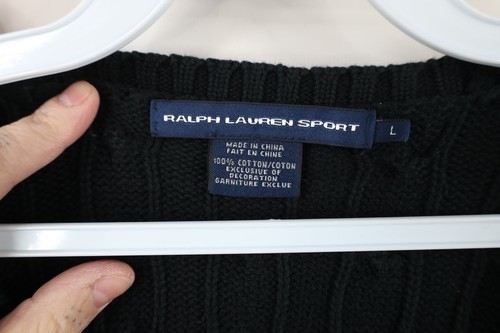 RALPH LAUREN SPORT
L
MADE IN CHINA
FAIT EN CHINE
100% COTTON/COTON
EXCLUSIVE OF
DECORATION
GARNITURE EXCLUE